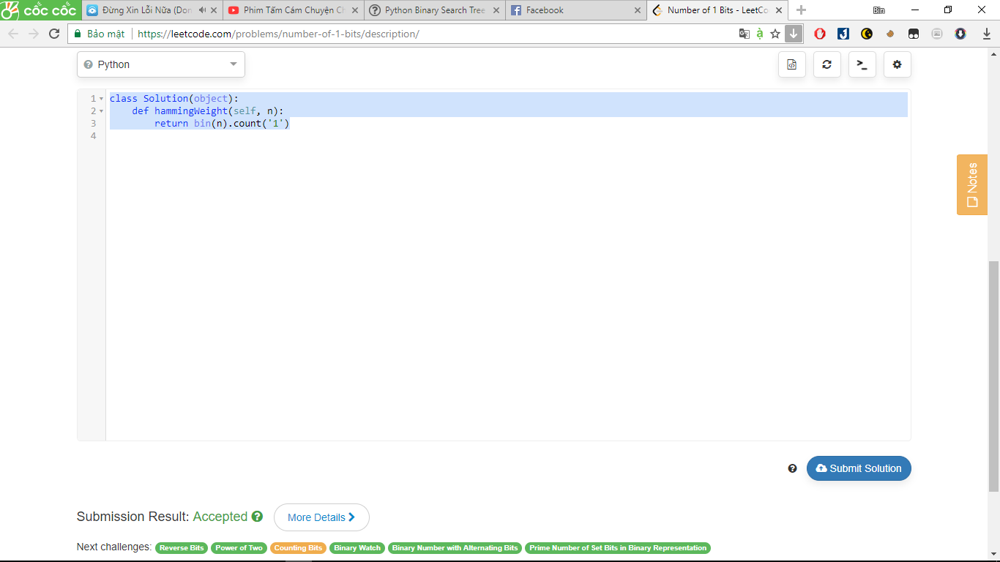 cốc cốc
Đừng Xin Lỗi Nữa (Don
Phim Tấm Cám Chuyện Ch
Python Binary Search Tree
Facebook
Number of 1 Bits - LeetCo
Bin
Bảo mật
https://leetcode.com/problems/number-of-1-bits/description/
Python
1 class Solution(object):
2 def hammingWeight(self, n):
3 return bin(n).count('1')
4
Notes
Submit Solution
Submission Result: Accepted
More Details
Next challenges: Reverse Bits Power of Two Counting Bits Binary Watch Binary Number with Alternating Bits Prime Number of Set Bits in Binary Representation